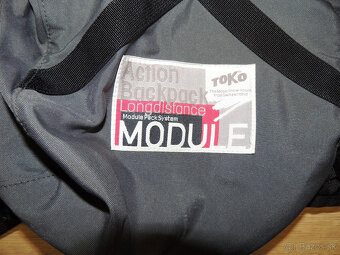 Action
Backpack
Longdistance
Module Pack System
MODULE
TOKO